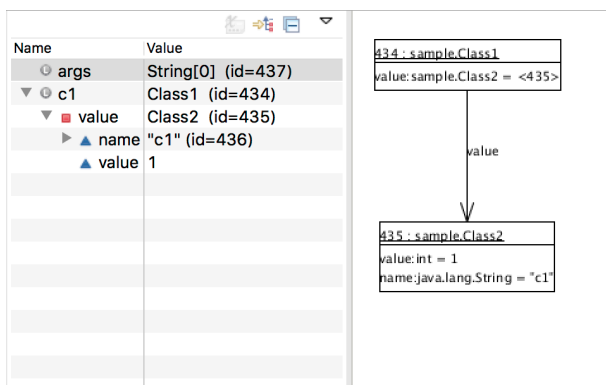 Name Value
args String[0] (id=437)
c1 Class1 (id=434)
value Class2 (id=435)
name "c1" (id=436)
value 1
434 : sample.Class1
value:sample.Class2 = <435>
value
435 : sample.Class2
value:int = 1
name:java.lang.String = "c1"